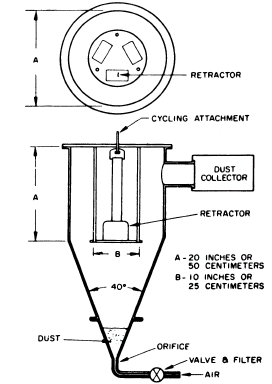 A
RETRACTOR
CYCLING ATTACHMENT
DUST
COLLECTOR
A
RETRACTOR
B
A-20 INCHES OR
50 CENTIMETERS
B-10 INCHES OR
25 CENTIMETERS
40°
DUST
ORIFICE
VALVE & FILTER
AIR